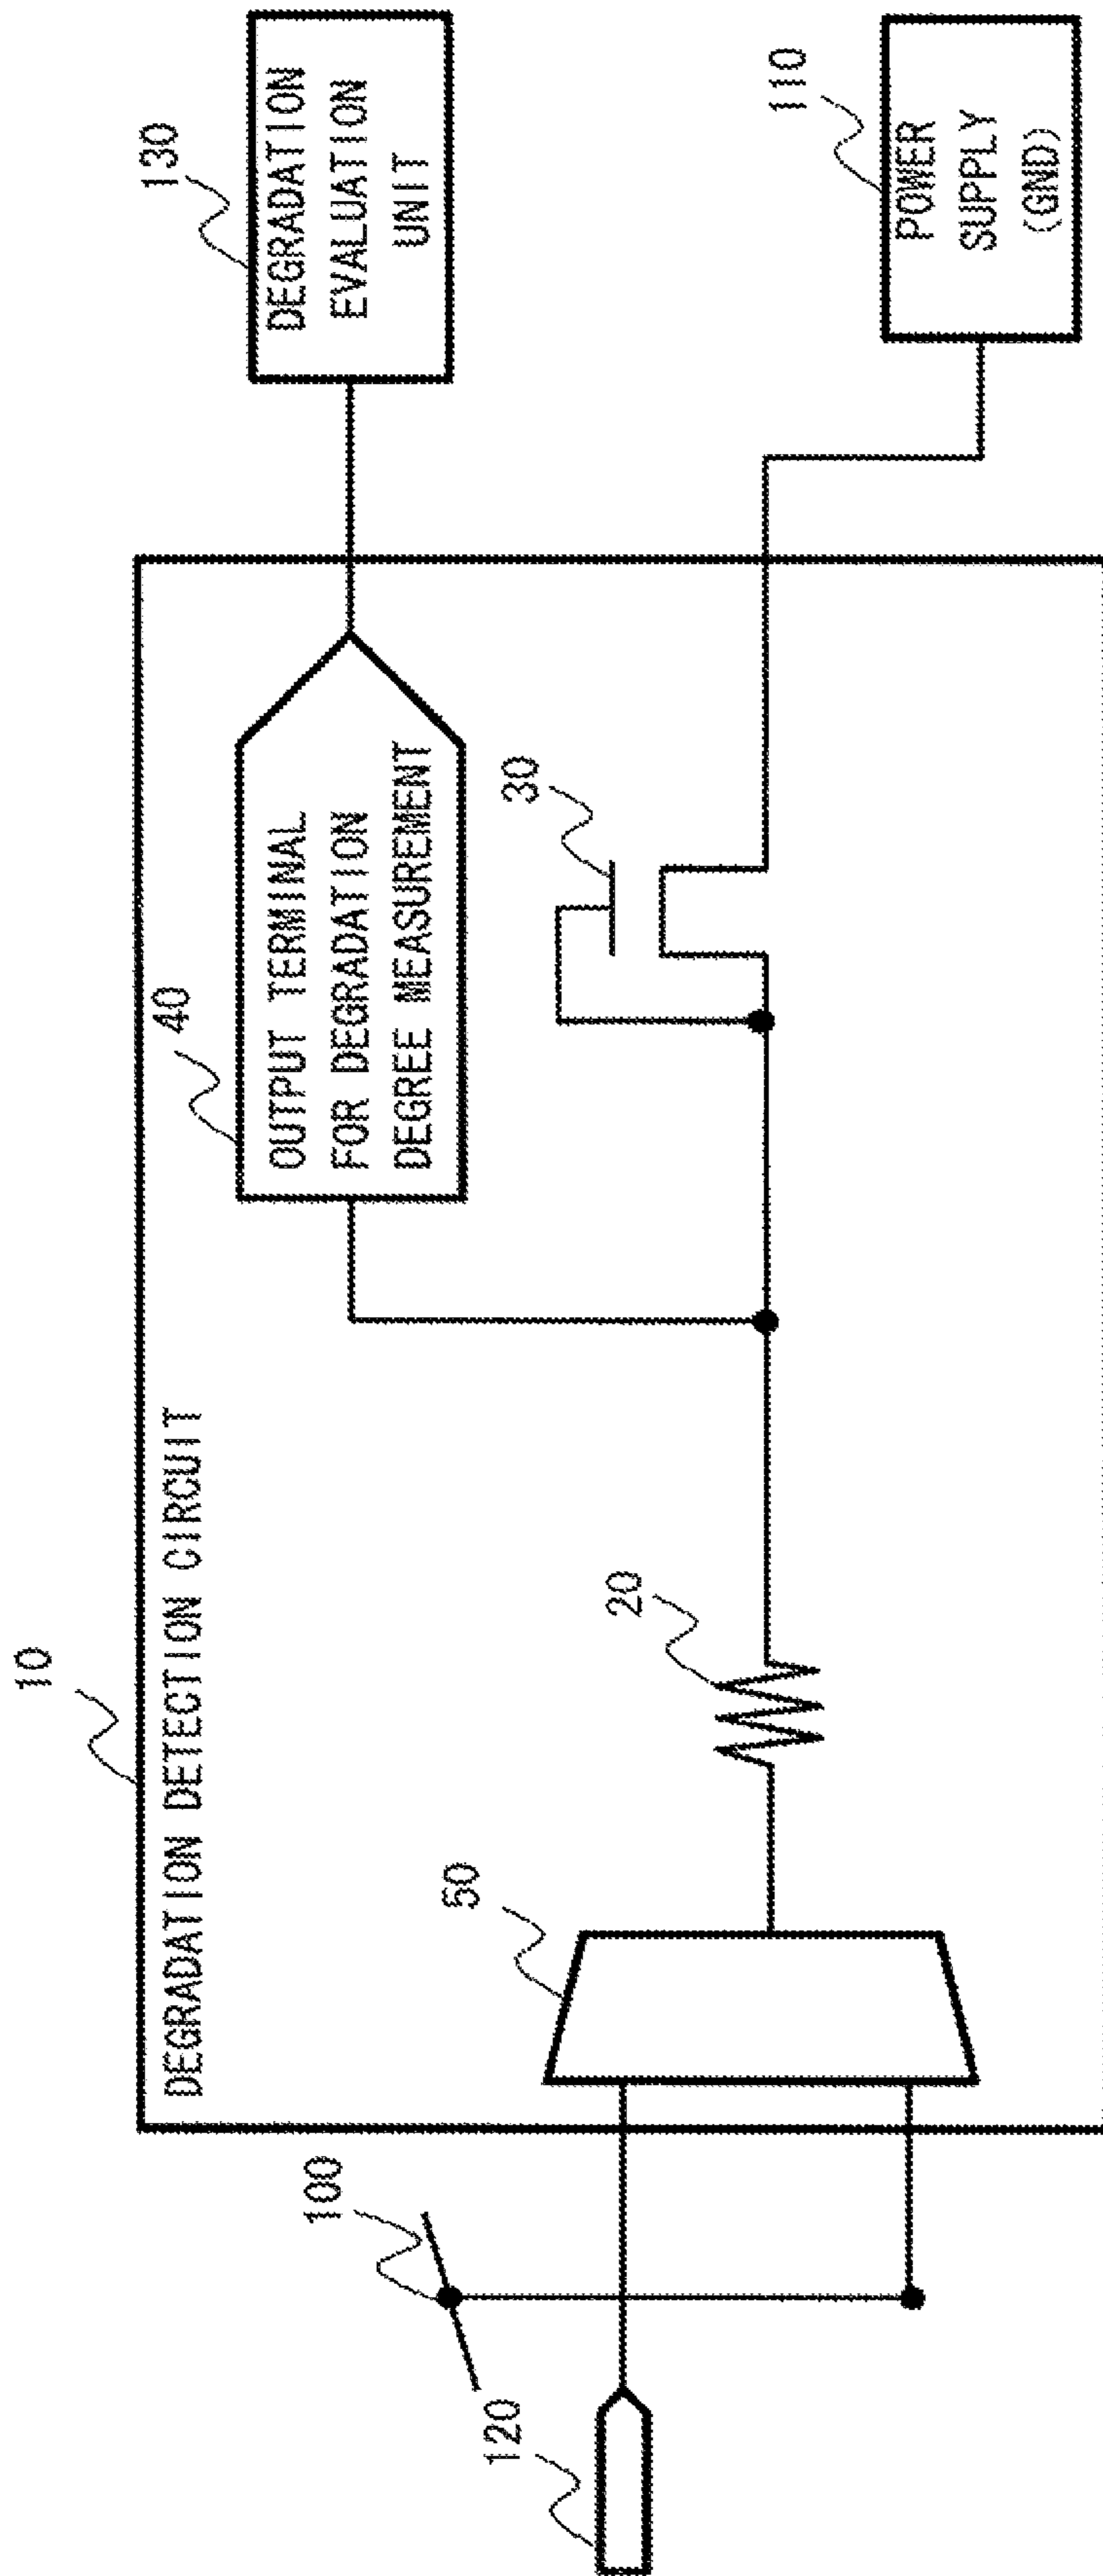 10
DEGRADATION DETECTION CIRCUIT
100
120
50
20
40
OUTPUT TERMINAL
FOR DEGRADATION
DEGREE MEASUREMENT
30
130
DEGRADATION
EVALUATION
UNIT
110
POWER
SUPPLY
(GND)